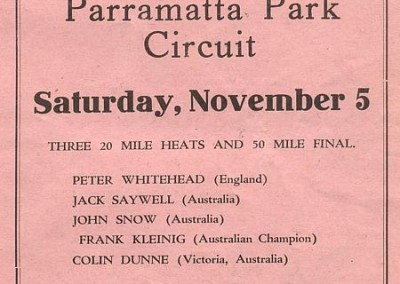 Parramatta Park
Circuit
Saturday, November 5
THREE 20 MILE HEATS AND 50 MILE FINAL.
PETER WHITEHEAD (England)
JACK SAYWELL (Australia)
JOHN SNOW (Australia)
FRANK KLEINIG (Australian Champion)
COLIN DUNNE (Victoria, Australia)